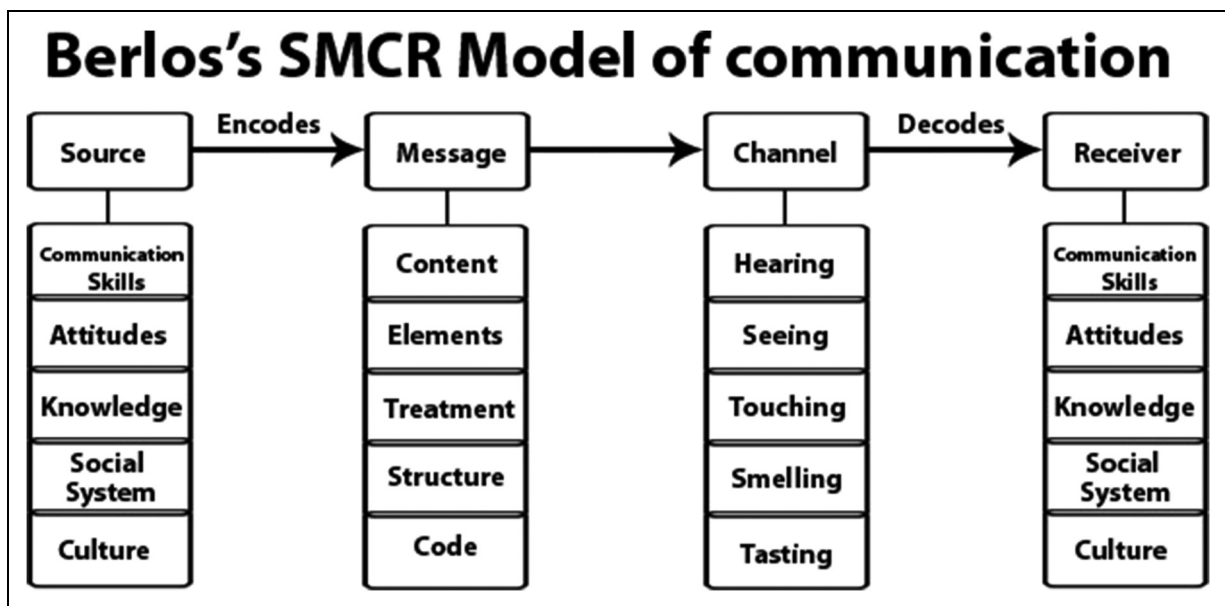 Berlos's SMCR Model of communication
Encodes
Decodes
Source
Message
Channel
Receiver
Communication
Skills
Attitudes
Knowledge
Social
System
Culture
Content
Elements
Treatment
Structure
Code
Hearing
Seeing
Touching
Smelling
Tasting
Communication
Skills
Attitudes
Knowledge
Social
System
Culture